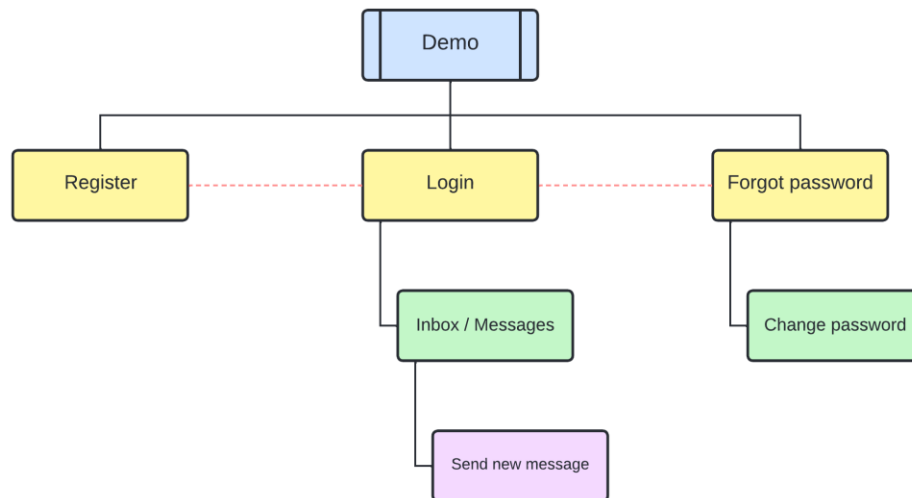 Demo
Register
Login
Forgot password
Inbox / Messages
Change password
Send new message